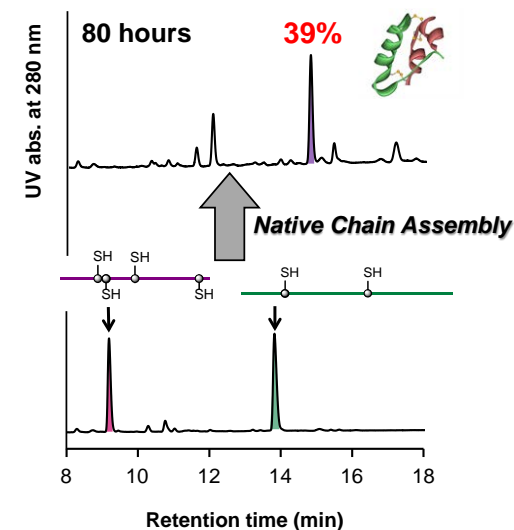 80 hours
39%
UV abs. at 280 nm
Native Chain Assembly
SH
SH
SH
SH
SH
SH
8 10 12 14 16 18
Retention time (min)